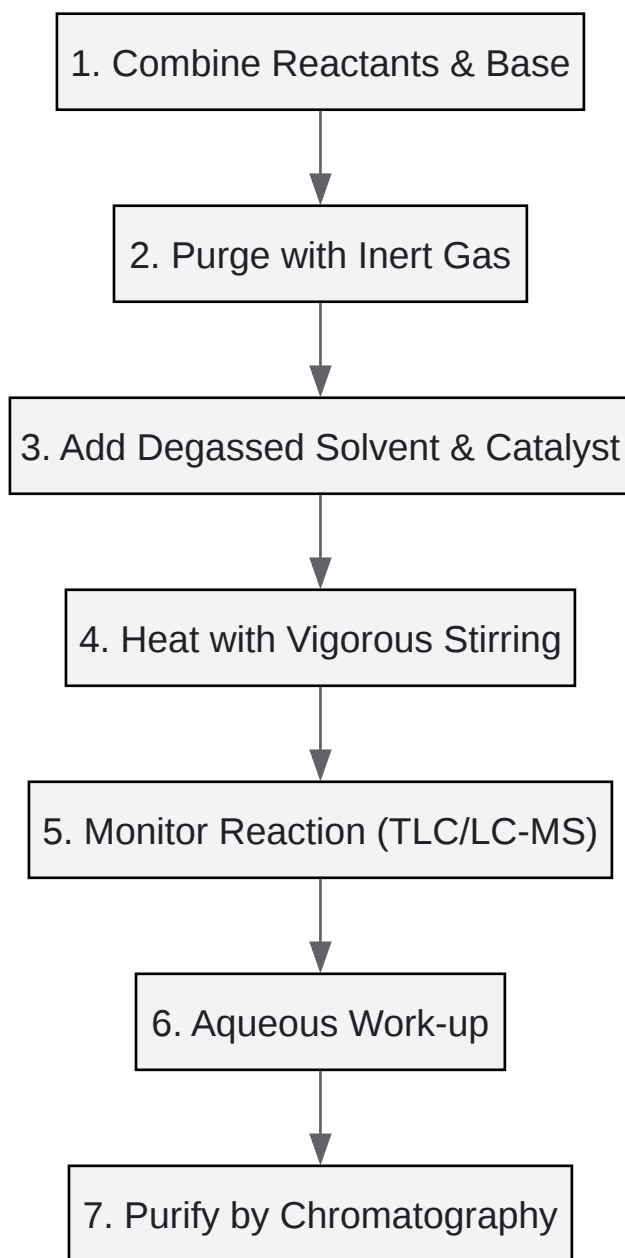 1. Combine Reactants & Base
2. Purge with Inert Gas
3. Add Degassed Solvent & Catalyst
4. Heat with Vigorous Stirring
5. Monitor Reaction (TLC/LC-MS)
6. Aqueous Work-up
7. Purify by Chromatography